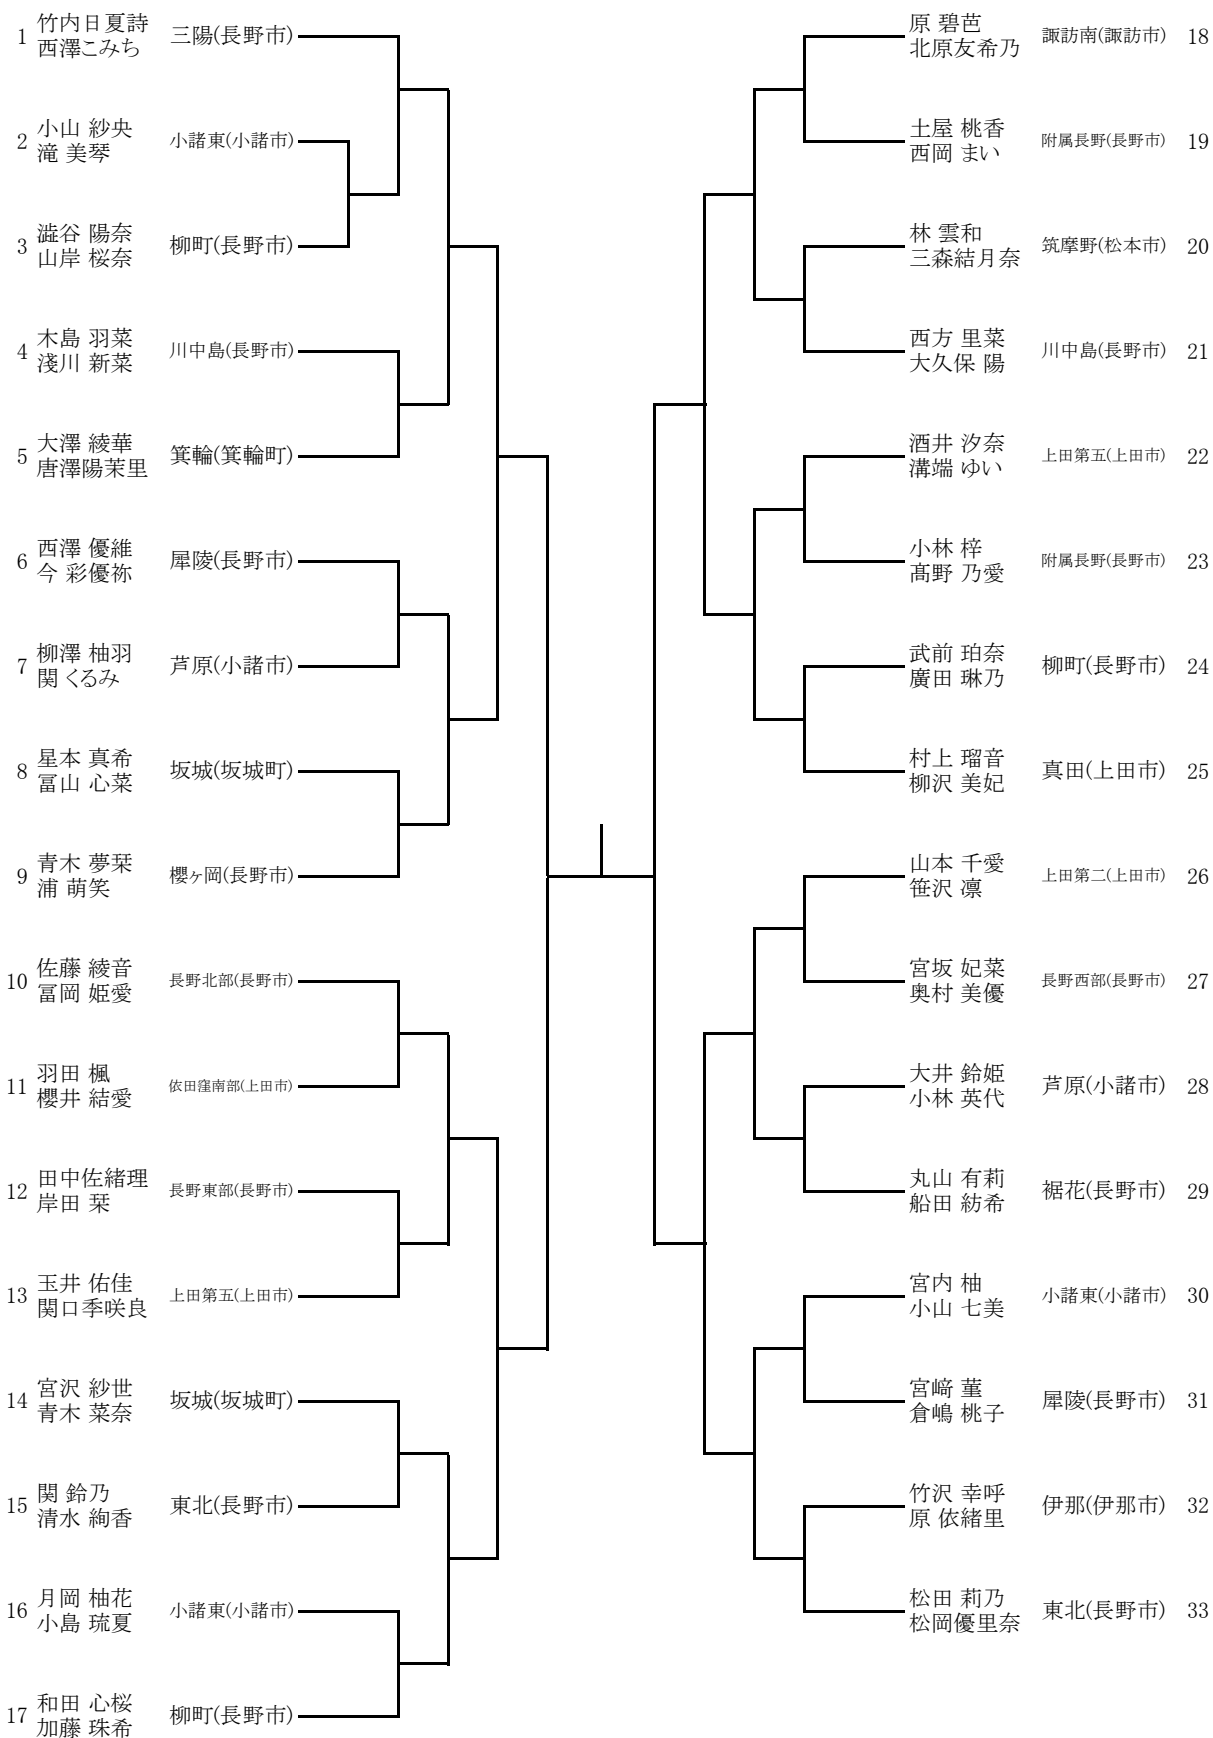 1 竹内日夏詩 三陽(長野市)
西澤こみち
2 小山 紗央 小諸東(小諸市)
滝 美琴
3 澁谷 陽奈 柳町(長野市)
山岸 桜奈
4 木島 羽菜 川中島(長野市)
淺川 新菜
5 大澤 綾華 箕輪(箕輪町)
唐澤陽茉里
6 西澤 優維 犀陵(長野市)
今 彩優祢
7 柳澤 柚羽 芦原(小諸市)
関 くるみ
8 星本 真希 坂城(坂城町)
冨山 心菜
9 青木 夢栞 櫻ヶ岡(長野市)
浦 萌笑
10 佐藤 綾音 長野北部(長野市)
冨岡 姫愛
11 羽田 楓 依田窪南部(上田市)
櫻井 結愛
12 田中佐緒理 長野東部(長野市)
岸田 栞
13 玉井 佑佳 上田第五(上田市)
関口季咲良
14 宮沢 紗世 坂城(坂城町)
青木 菜奈
15 関 鈴乃 東北(長野市)
清水 絢香
16 月岡 柚花 小諸東(小諸市)
小島 琉夏
17 和田 心桜 柳町(長野市)
加藤 珠希
原 碧芭 諏訪南(諏訪市) 18
北原友希乃
土屋 桃香 附属長野(長野市) 19
西岡 まい
林 雲和 筑摩野(松本市) 20
三森結月奈
西方 里菜 川中島(長野市) 21
大久保 陽
酒井 汐奈 上田第五(上田市) 22
溝端 ゆい
小林 梓 附属長野(長野市) 23
髙野 乃愛
武前 珀奈 柳町(長野市) 24
廣田 琳乃
村上 瑠音 真田(上田市) 25
柳沢 美妃
山本 千愛 上田第二(上田市) 26
笹沢 凛
宮坂 妃菜 長野西部(長野市) 27
奥村 美優
大井 鈴姫 芦原(小諸市) 28
小林 英代
丸山 有莉 裾花(長野市) 29
船田 紡希
宮内 柚 小諸東(小諸市) 30
小山 七美
宮﨑 菫 犀陵(長野市) 31
倉嶋 桃子
竹沢 幸呼 伊那(伊那市) 32
原 依緒里
松田 莉乃 東北(長野市) 33
松岡優里奈